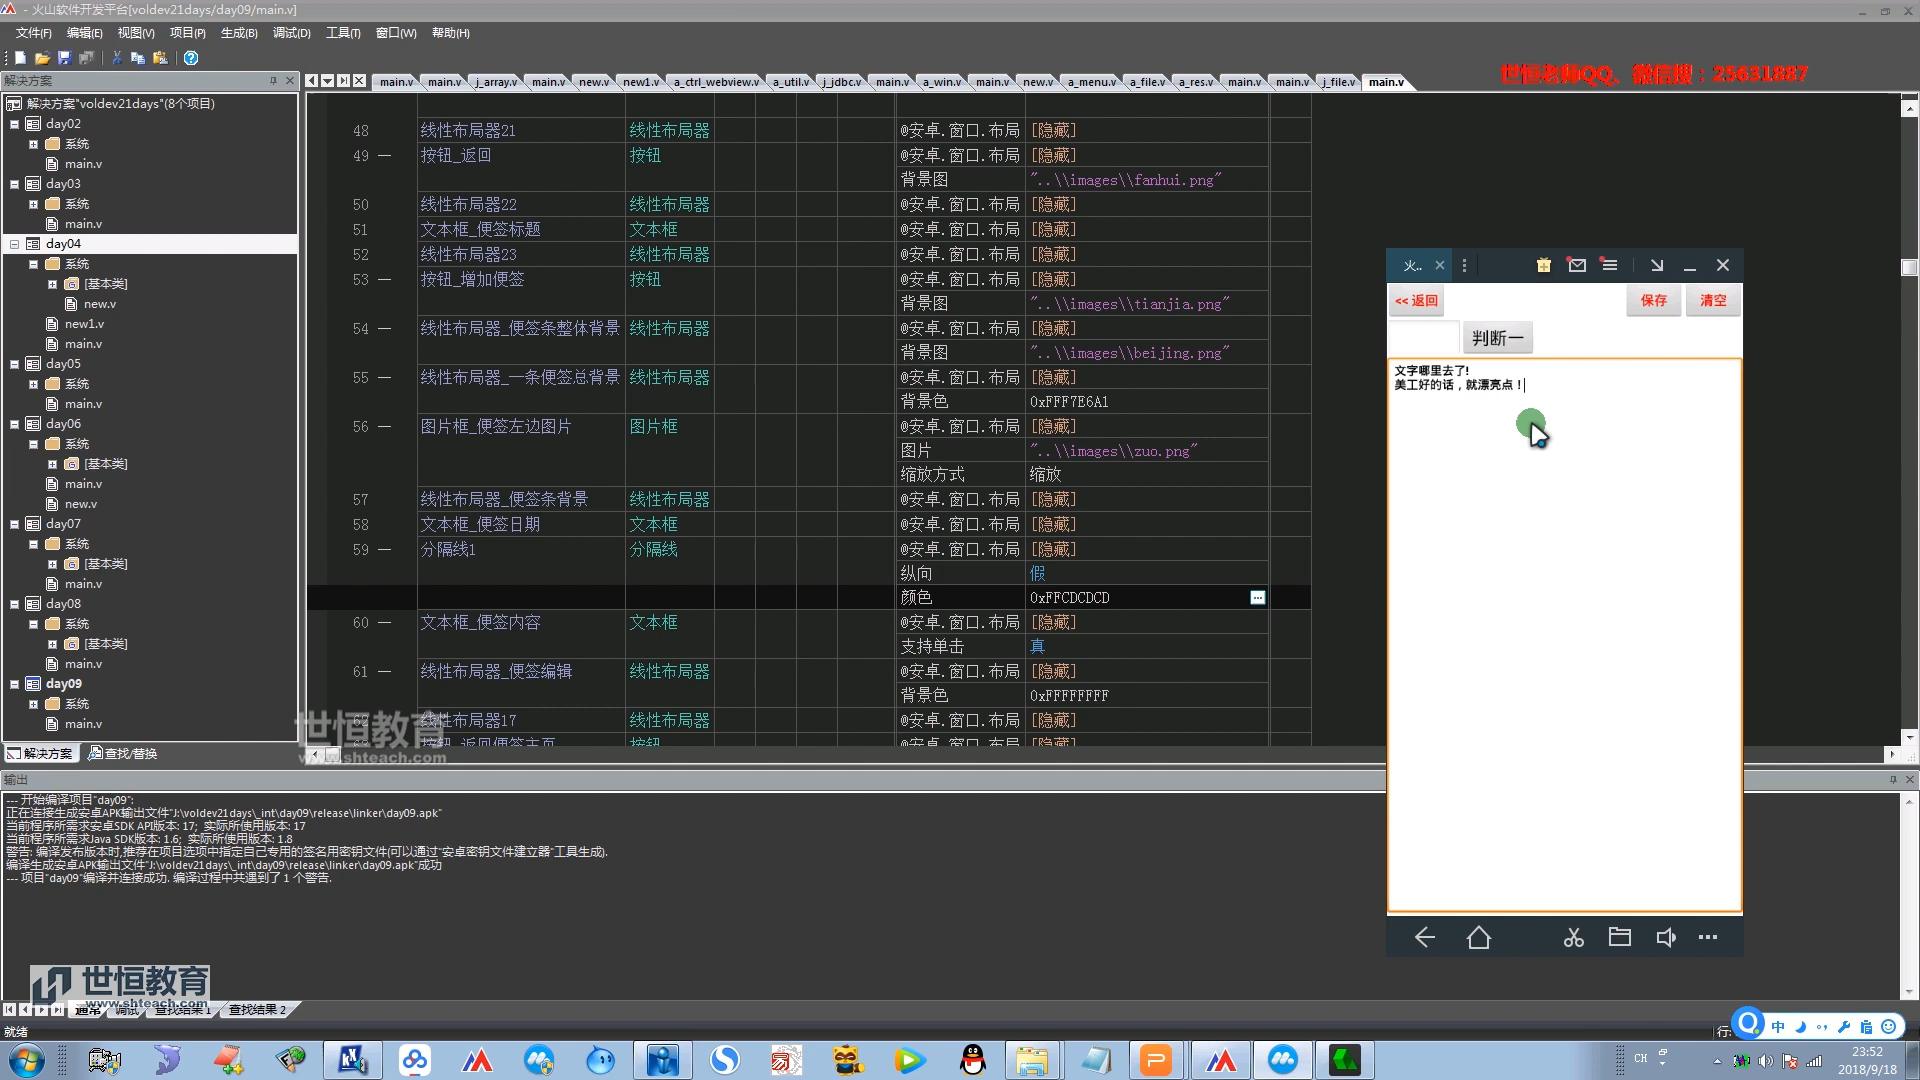 - 火山软件开发平台[voldev21days/day09/main.v]
文件(F) 编辑(E) 视图(V) 项目(P) 生成(B) 调试(D) 工具(T) 窗口(W) 帮助(H)
解决方案
main.v main.v j_array.v main.v new.v new1.v a_ctrl_webview.v a_util.v j_jdbc.v main.v a_win.v main.v new.v a_menu.v a_file.v a_res.v main.v main.v j_file.v main.v
世恒老师QQ、微信搜：25631887
解决方案"voldev21days"(8个项目)
day02
系统
main.v
day03
系统
main.v
day04
系统
[基本类]
new.v
new1.v
main.v
day05
系统
main.v
day06
系统
[基本类]
main.v
new.v
day07
系统
[基本类]
main.v
day08
系统
[基本类]
main.v
day09
系统
main.v
解决方案 查找/替换
48 线性布局器21 线性布局器 @安卓.窗口.布局 [隐藏]
49 按钮_返回 按钮 @安卓.窗口.布局 [隐藏]
背景图 "..\\images\\fanhui.png"
50 线性布局器22 线性布局器 @安卓.窗口.布局 [隐藏]
51 文本框_便签标题 文本框 @安卓.窗口.布局 [隐藏]
52 线性布局器23 线性布局器 @安卓.窗口.布局 [隐藏]
53 按钮_增加便签 按钮 @安卓.窗口.布局 [隐藏]
背景图 "..\\images\\tianjia.png"
54 线性布局器_便签条整体背景 线性布局器 @安卓.窗口.布局 [隐藏]
背景图 "..\\images\\beijing.png"
55 线性布局器_一条便签总背景 线性布局器 @安卓.窗口.布局 [隐藏]
背景色 0xFFF7E6A1
56 图片框_便签左边图片 图片框 @安卓.窗口.布局 [隐藏]
图片 "..\\images\\zuo.png"
缩放方式 缩放
57 线性布局器_便签条背景 线性布局器 @安卓.窗口.布局 [隐藏]
58 文本框_便签日期 文本框 @安卓.窗口.布局 [隐藏]
59 分隔线1 分隔线 @安卓.窗口.布局 [隐藏]
纵向 假
颜色 0xFFCDCDCD
60 文本框_便签内容 文本框 @安卓.窗口.布局 [隐藏]
支持单击 真
61 线性布局器_便签编辑 线性布局器 @安卓.窗口.布局 [隐藏]
背景色 0xFFFFFFFF
62 线性布局器17 线性布局器 @安卓.窗口.布局 [隐藏]
按钮_返回便签主页 按钮 @安卓.窗口.布局 [隐藏]
世恒教育
www.shteach.com
火..
<< 返回 保存 清空
判断一
文字哪里去了!
美工好的话，就漂亮点！
输出
--- 开始编译项目"day09":
正在连接生成安卓APK输出文件"J:\voldev21days\_int\day09\release\linker\day09.apk"
当前程序所需求安卓SDK API版本: 17; 实际所使用版本: 17
当前程序所需求Java SDK版本: 1.6; 实际所使用版本: 1.8
警告: 编译发布版本时,推荐在项目选项中指定自己专用的签名用密钥文件(可以通过"安卓密钥文件建立器"工具生成).
编译生成安卓APK输出文件"J:\voldev21days\_int\day09\release\linker\day09.apk"成功
--- 项目"day09"编译并连接成功. 编译过程中共遇到了 1 个警告.
世恒教育
www.shteach.com
通常 调试 查找结果1 查找结果 2
就绪
行:
中
CH
23:52
2018/9/18